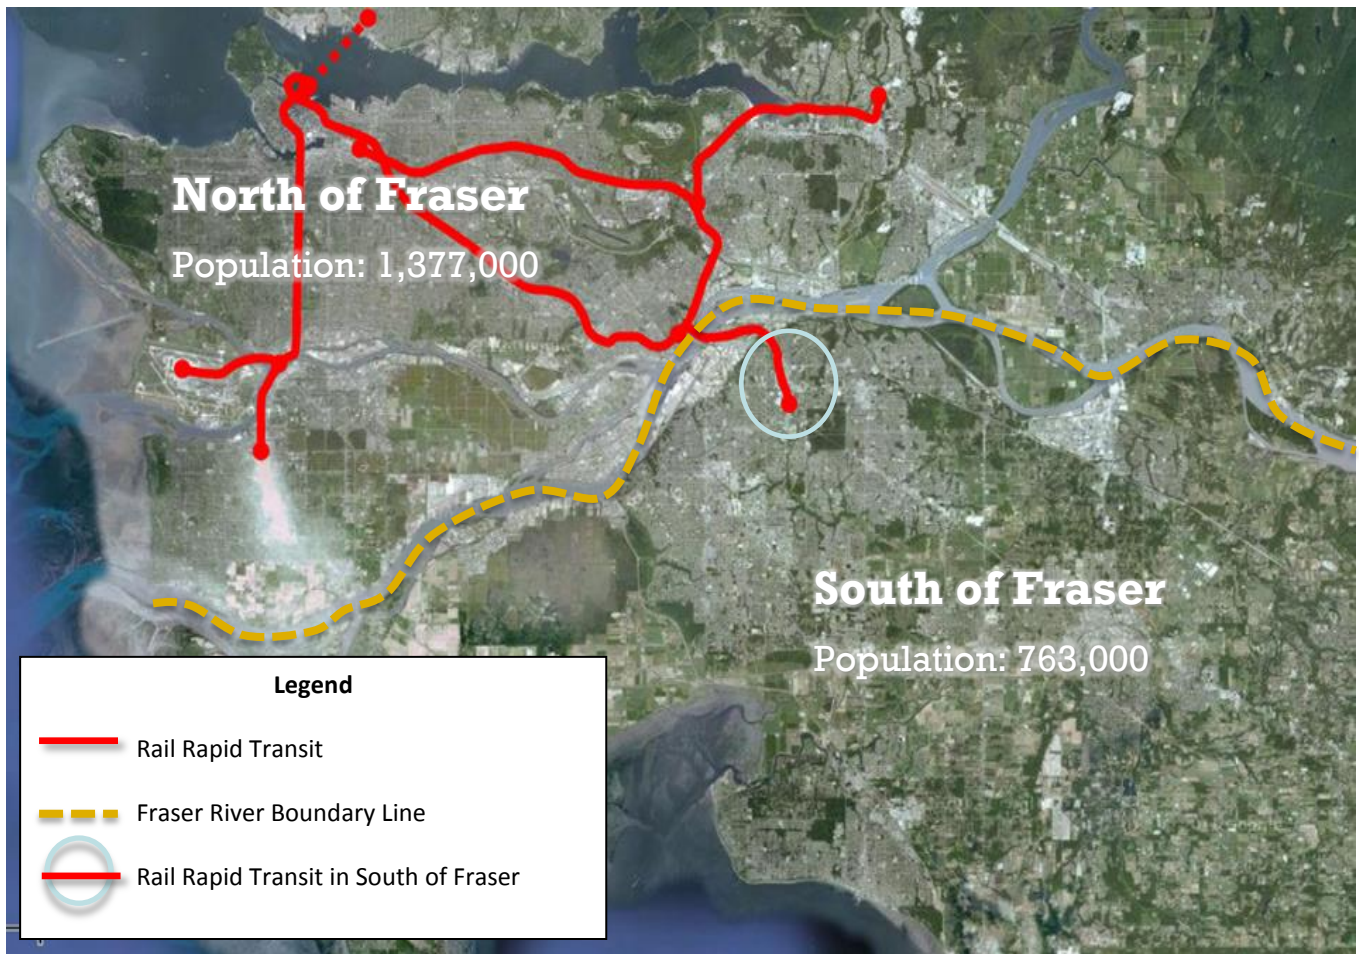 North of Fraser
Population: 1,377,000
South of Fraser
Population: 763,000
Legend
Rail Rapid Transit
Fraser River Boundary Line
Rail Rapid Transit in South of Fraser